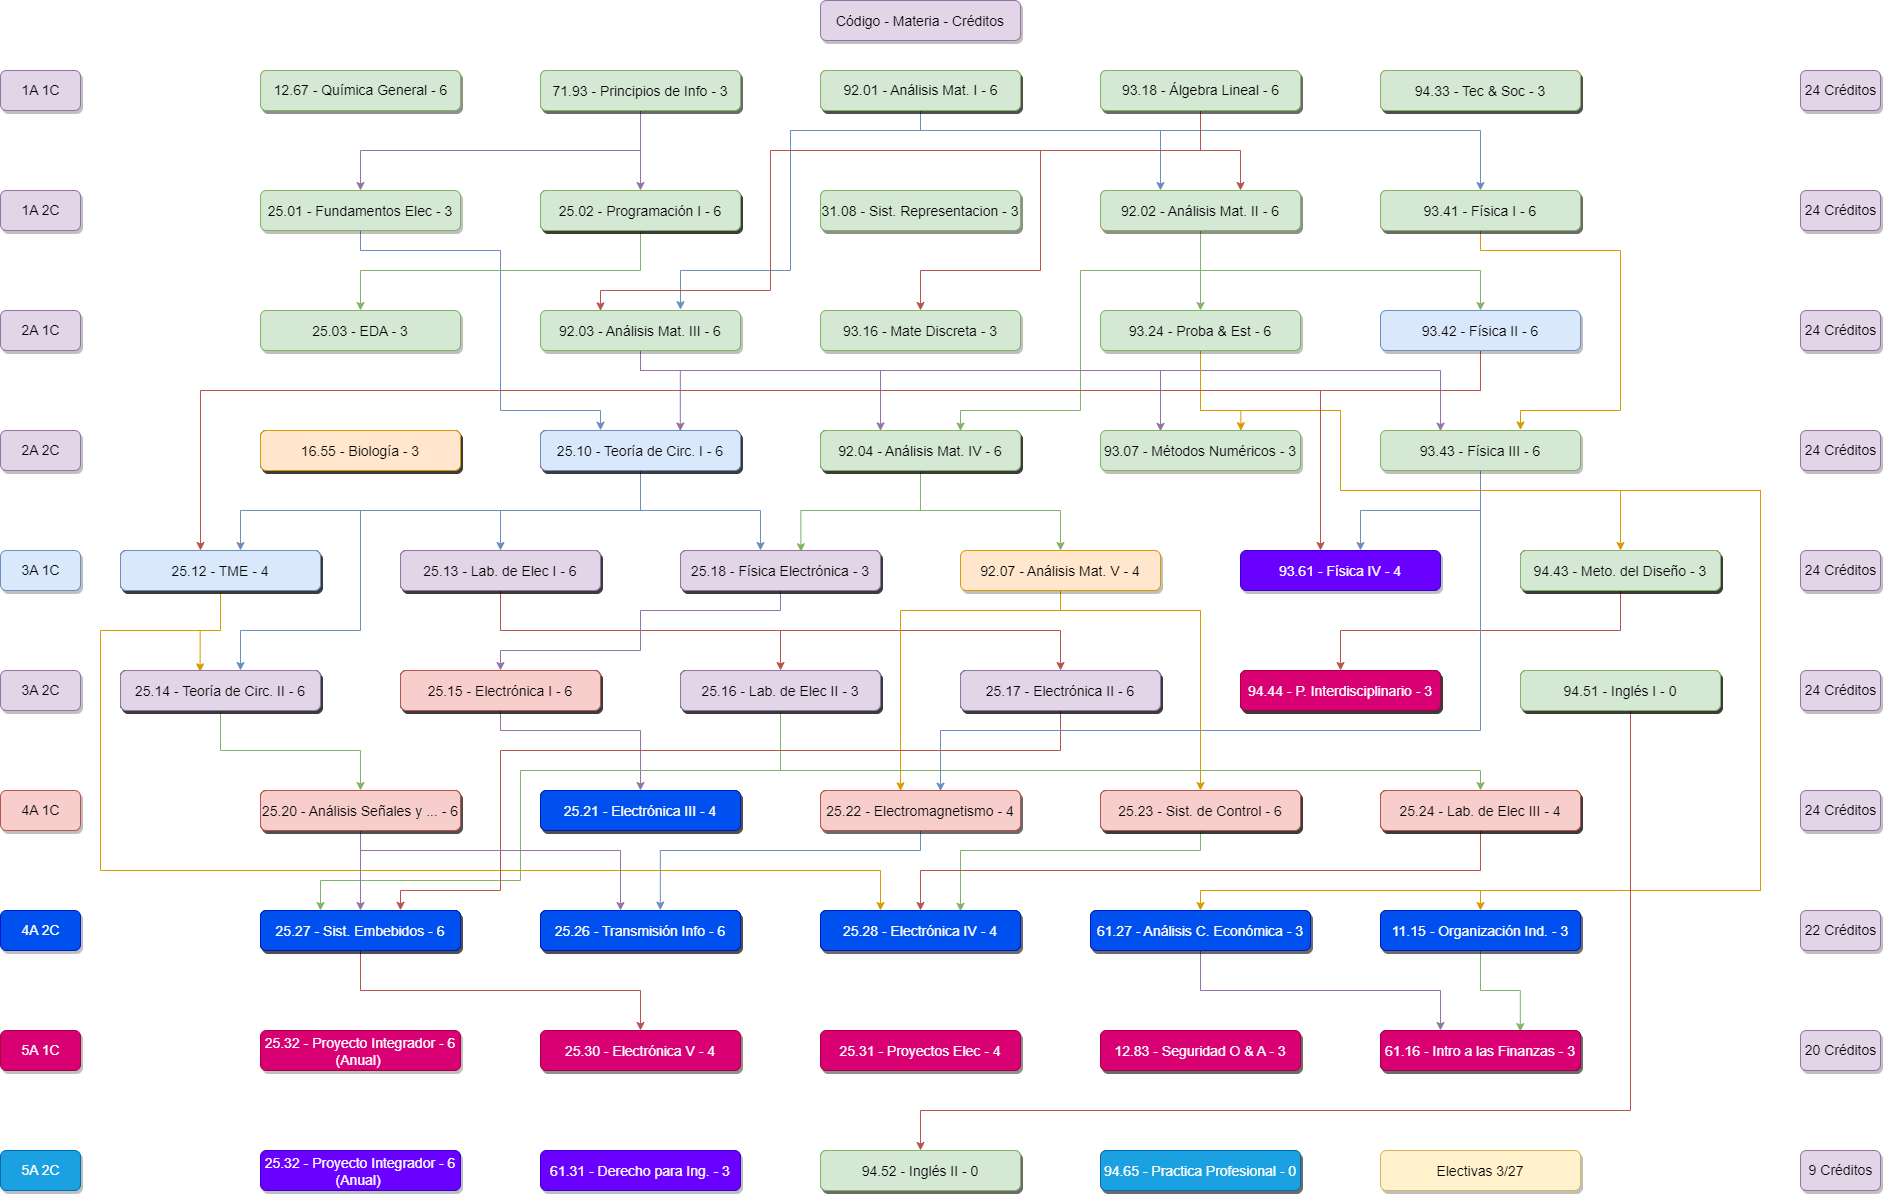 Código - Materia - Créditos
1A 1C
12.67 - Química General - 6
71.93 - Principios de Info - 3
92.01 - Análisis Mat. I - 6
93.18 - Álgebra Lineal - 6
94.33 - Tec & Soc - 3
24 Créditos
1A 2C
25.01 - Fundamentos Elec - 3
25.02 - Programación I - 6
31.08 - Sist. Representacion - 3
92.02 - Análisis Mat. II - 6
93.41 - Física I - 6
24 Créditos
2A 1C
25.03 - EDA - 3
92.03 - Análisis Mat. III - 6
93.16 - Mate Discreta - 3
93.24 - Proba & Est - 6
93.42 - Física II - 6
24 Créditos
2A 2C
16.55 - Biología - 3
25.10 - Teoría de Circ. I - 6
92.04 - Análisis Mat. IV - 6
93.07 - Métodos Numéricos - 3
93.43 - Física III - 6
24 Créditos
3A 1C
25.12 - TME - 4
25.13 - Lab. de Elec I - 6
25.18 - Física Electrónica - 3
92.07 - Análisis Mat. V - 4
93.61 - Física IV - 4
94.43 - Meto. del Diseño - 3
24 Créditos
3A 2C
25.14 - Teoría de Circ. II - 6
25.15 - Electrónica I - 6
25.16 - Lab. de Elec II - 3
25.17 - Electrónica II - 6
94.44 - P. Interdisciplinario - 3
94.51 - Inglés I - 0
24 Créditos
4A 1C
25.20 - Análisis Señales y ... - 6
25.21 - Electrónica III - 4
25.22 - Electromagnetismo - 4
25.23 - Sist. de Control - 6
25.24 - Lab. de Elec III - 4
24 Créditos
4A 2C
25.27 - Sist. Embebidos - 6
25.26 - Transmisión Info - 6
25.28 - Electrónica IV - 4
61.27 - Análisis C. Económica - 3
11.15 - Organización Ind. - 3
22 Créditos
5A 1C
25.32 - Proyecto Integrador - 6
(Anual)
25.30 - Electrónica V - 4
25.31 - Proyectos Elec - 4
12.83 - Seguridad O & A - 3
61.16 - Intro a las Finanzas - 3
20 Créditos
5A 2C
25.32 - Proyecto Integrador - 6
(Anual)
61.31 - Derecho para Ing. - 3
94.52 - Inglés II - 0
94.65 - Practica Profesional - 0
Electivas 3/27
9 Créditos